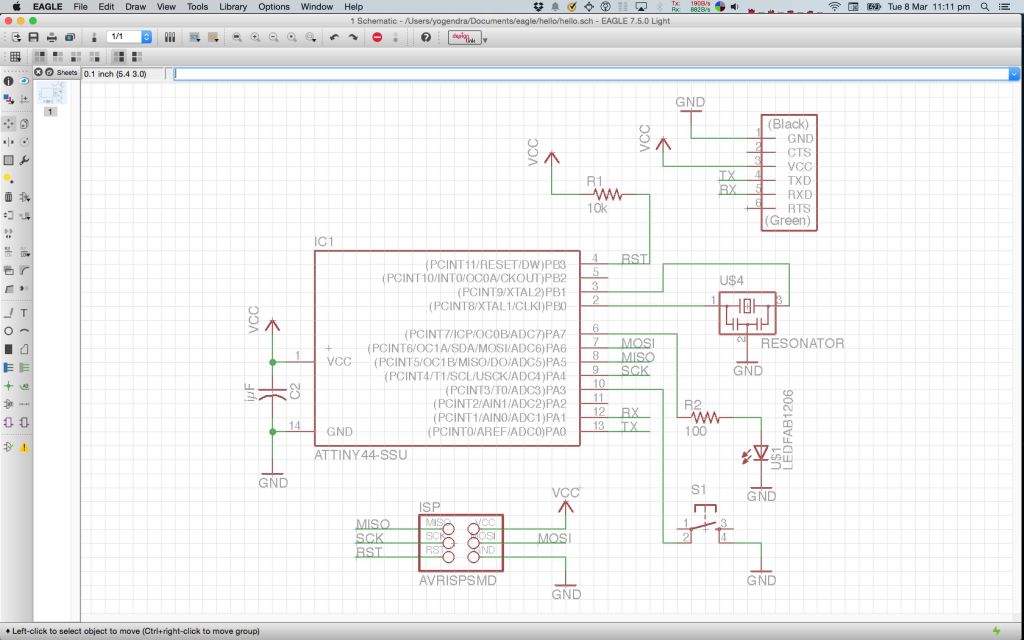 EAGLE File Edit Draw View Tools Library Options Window Help Tx: 190B/s Rx: 882B/s Tue 8 Mar 11:11 pm
1 Schematic - /Users/yogendra/Documents/eagle/hello/hello.sch - EAGLE 7.5.0 Light
1/1 design link
Sheets 0.1 inch (5.4 3.0)
1
GND
(Black)
1 GND
2 CTS
3 VCC
TX 4 TXD
RX 5 RXD
6 RTS
(Green)
VCC
VCC
R1
10k
IC1
(PCINT11/RESET/DW)PB3 4 RST
(PCINT10/INT0/OC0A/CKOUT)PB2 5
(PCINT9/XTAL2)PB1 3
(PCINT8/XTAL1/CLKI)PB0 2
U$4
1 3
2
RESONATOR
GND
VCC
(PCINT7/ICP/OC0B/ADC7)PA7 6
(PCINT6/OC1A/SDA/MOSI/ADC6)PA6 7 MOSI
1 VCC (PCINT5/OC1B/MISO/DO/ADC5)PA5 8 MISO
(PCINT4/T1/SCL/USCK/ADC4)PA4 9 SCK
(PCINT3/T0/ADC3)PA3 10
(PCINT2/AIN1/ADC2)PA2 11
(PCINT1/AIN0/ADC1)PA1 12 RX
14 GND (PCINT0/AREF/ADC0)PA0 13 TX
1µF
C2
ATTINY44-SSU
GND
R2
100
U$1
LEDFAB1206
GND
S1
1 3
2 4
GND
ISP
VCC
MISO MISO VCC
SCK SCK MOSI MOSI
RST RST GND
AVRISPSMD
GND
Left-click to select object to move (Ctrl+right-click to move group)